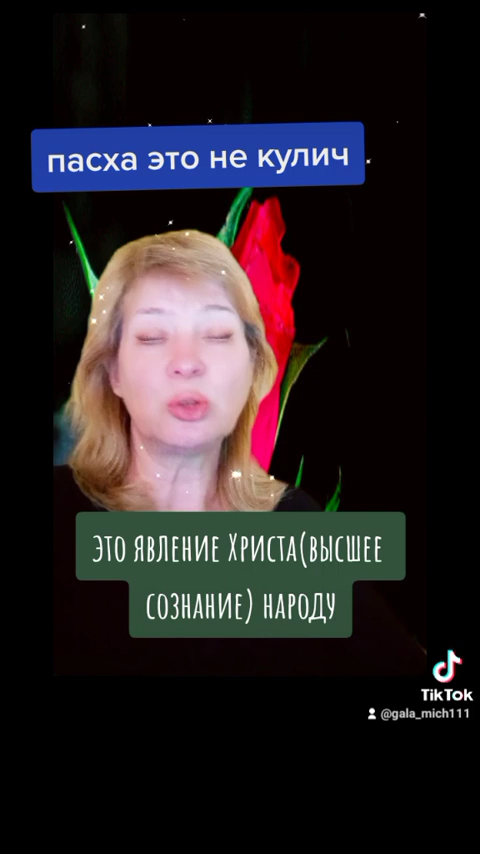 пасха это не кулич
это явление Христа(высшее
сознание) народу
TikTok
@gala_mich111